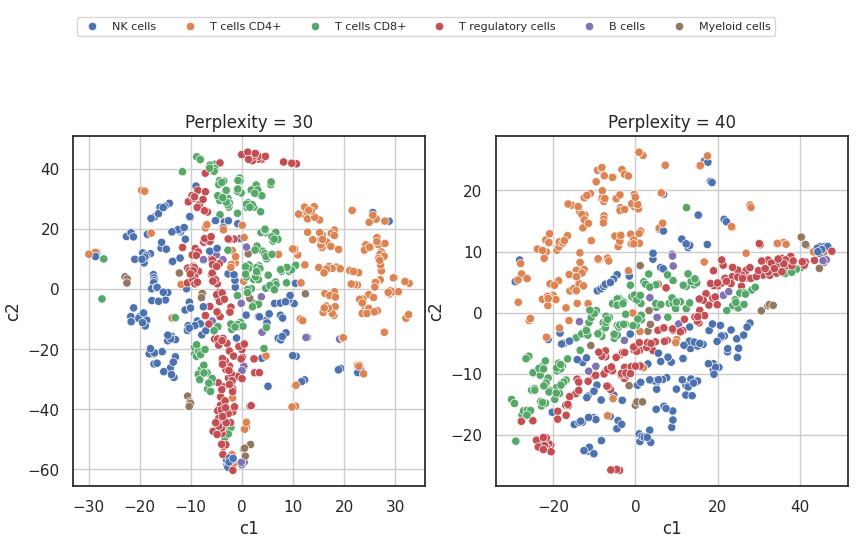 NK cells T cells CD4+ T cells CD8+ T regulatory cells B cells Myeloid cells
Perplexity = 30 Perplexity = 40
40
20
0
−20
−40
−60
c2
−30 −20 −10 0 10 20 30
c1
20
10
0
−10
−20
c2
−20 0 20 40
c1